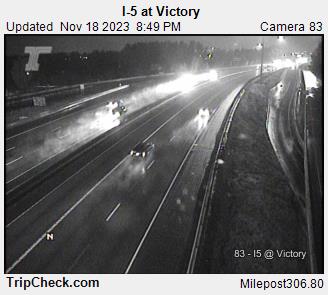 I-5 at Victory
Updated Nov 18 2023 8:49 PM Camera 83
T
N
83 - I5 @ Victory
TripCheck.com Milepost306.80